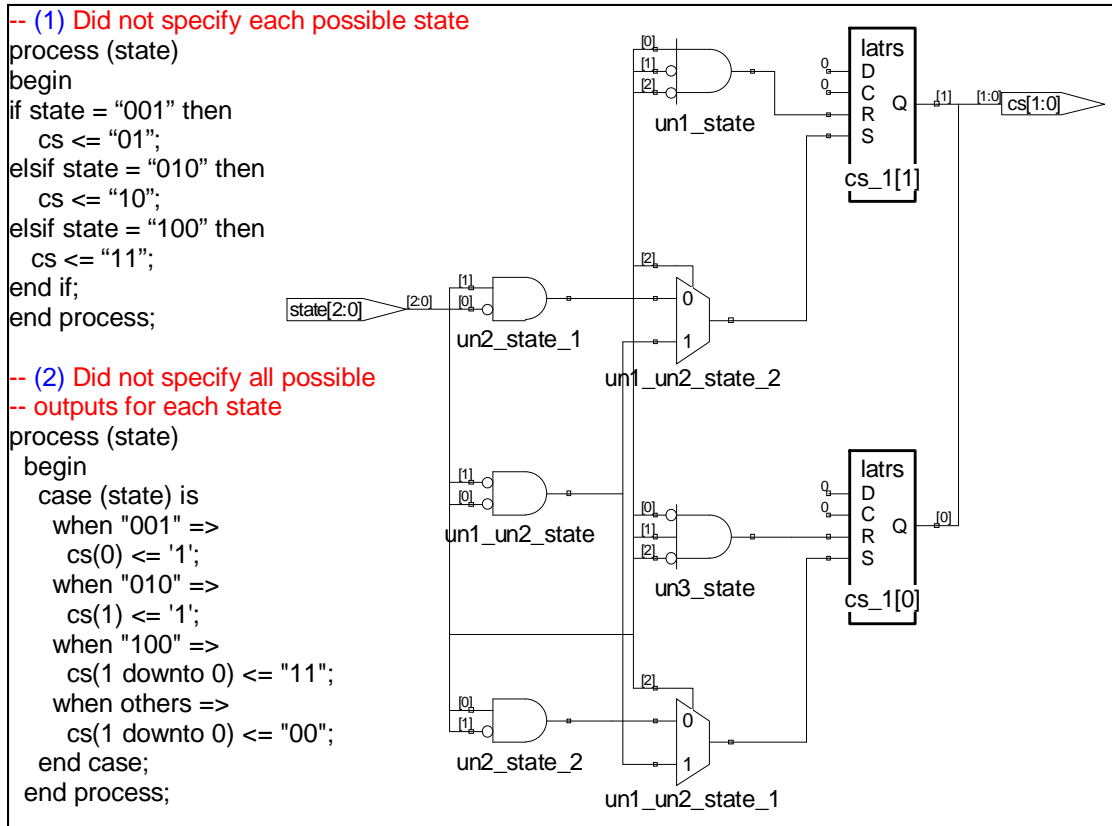 -- (1) Did not specify each possible state
process (state)
begin
if state = “001” then
cs <= “01”;
elsif state = “010” then
cs <= “10”;
elsif state = “100” then
cs <= “11”;
end if;
end process;
-- (2) Did not specify all possible
-- outputs for each state
process (state)
begin
case (state) is
when "001" =>
cs(0) <= '1';
when "010" =>
cs(1) <= '1';
when "100" =>
cs(1 downto 0) <= "11";
when others =>
cs(1 downto 0) <= "00";
end case;
end process;
state[2:0]
[2:0]
[1]
[0]
un2_state_1
[1]
[0]
un1_un2_state
[0]
[1]
un2_state_2
[0]
[1]
[2]
un1_state
[2]
0
1
un1_un2_state_2
[0]
[1]
[2]
un3_state
[2]
0
1
un1_un2_state_1
latrs
0
D
0
C
R
S
Q
cs_1[1]
[1]
[1:0]
cs[1:0]
latrs
0
D
0
C
R
S
Q
cs_1[0]
[0]